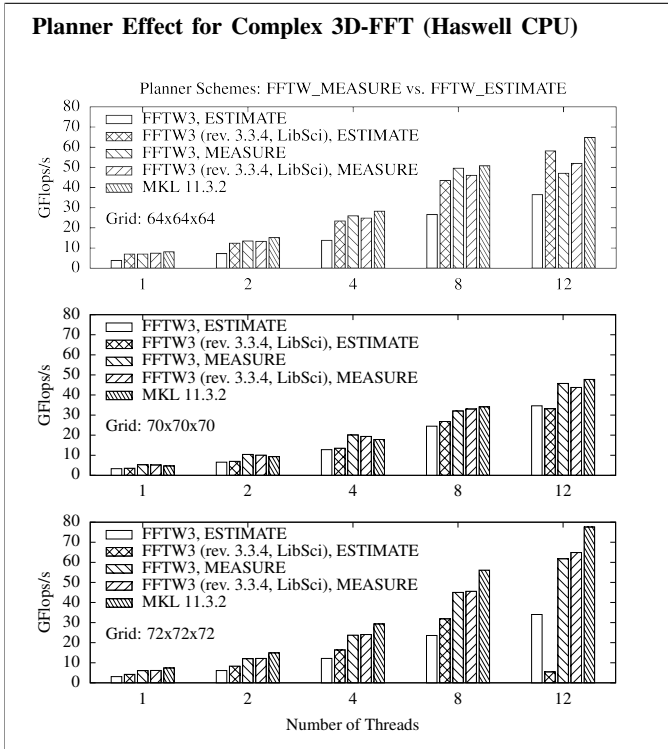 Planner Effect for Complex 3D-FFT (Haswell CPU)
Planner Schemes: FFTW_MEASURE vs. FFTW_ESTIMATE
80
70
60
50
40
30
20
10
0
GFlops/s
FFTW3, ESTIMATE
FFTW3 (rev. 3.3.4, LibSci), ESTIMATE
FFTW3, MEASURE
FFTW3 (rev. 3.3.4, LibSci), MEASURE
MKL 11.3.2
Grid: 64x64x64
1 2 4 8 12
80
70
60
50
40
30
20
10
0
GFlops/s
FFTW3, ESTIMATE
FFTW3 (rev. 3.3.4, LibSci), ESTIMATE
FFTW3, MEASURE
FFTW3 (rev. 3.3.4, LibSci), MEASURE
MKL 11.3.2
Grid: 70x70x70
1 2 4 8 12
80
70
60
50
40
30
20
10
0
GFlops/s
FFTW3, ESTIMATE
FFTW3 (rev. 3.3.4, LibSci), ESTIMATE
FFTW3, MEASURE
FFTW3 (rev. 3.3.4, LibSci), MEASURE
MKL 11.3.2
Grid: 72x72x72
1 2 4 8 12
Number of Threads